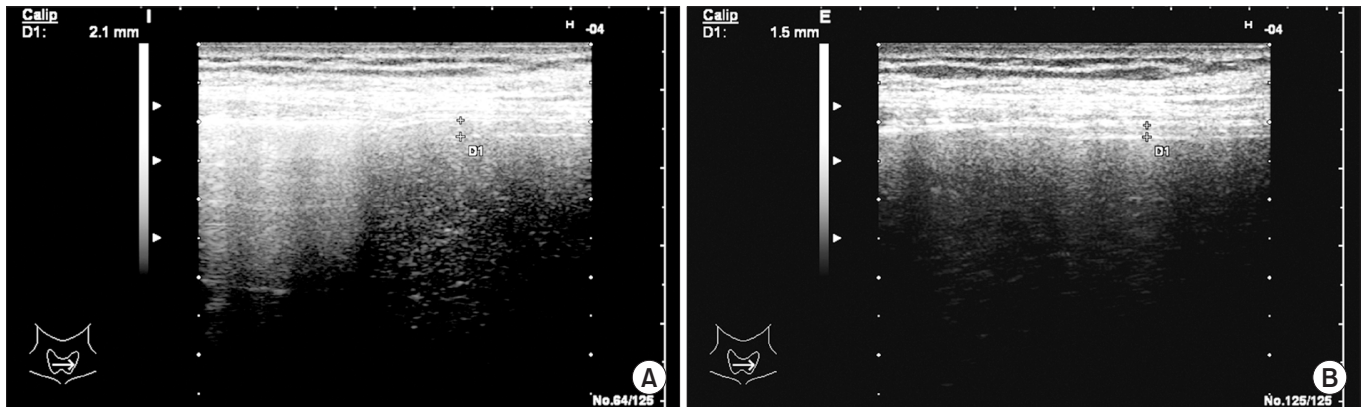 Calip I
D1: 2.1 mm
H -04
D1
A
No.64/125
Calip E
D1: 1.5 mm
H -04
D1
B
No.125/125